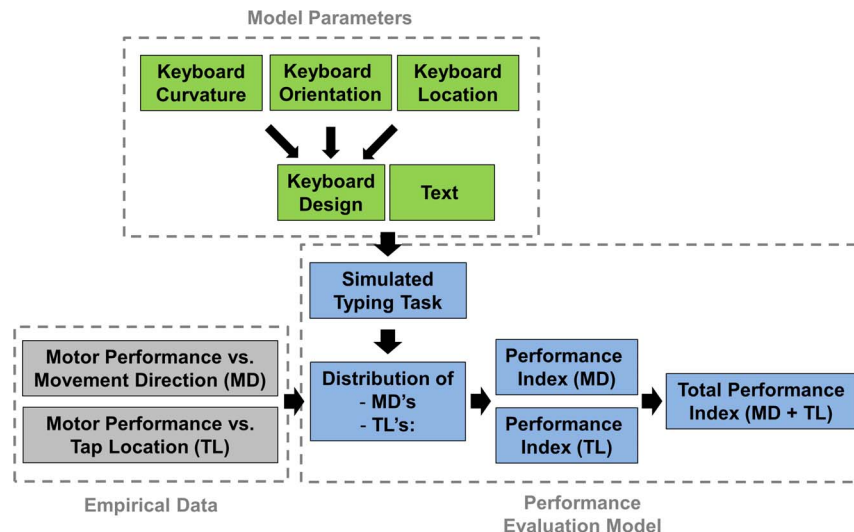 Model Parameters
Keyboard
Curvature
Keyboard
Orientation
Keyboard
Location
Keyboard
Design
Text
Simulated
Typing Task
Motor Performance vs.
Movement Direction (MD)
Motor Performance vs.
Tap Location (TL)
Distribution of
- MD's
- TL's:
Performance
Index (MD)
Performance
Index (TL)
Total Performance
Index (MD + TL)
Empirical Data
Performance
Evaluation Model